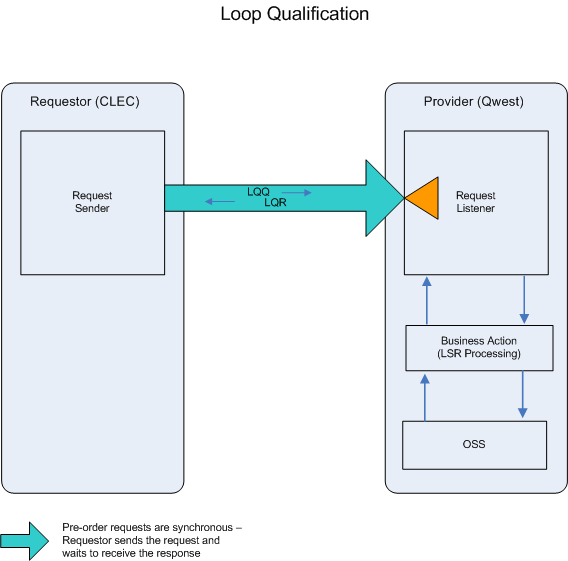 Loop Qualification
Requestor (CLEC)
Provider (Qwest)
Request
Sender
LQQ
LQR
Request
Listener
Business Action
(LSR Processing)
OSS
Pre-order requests are synchronous –
Requestor sends the request and
waits to receive the response